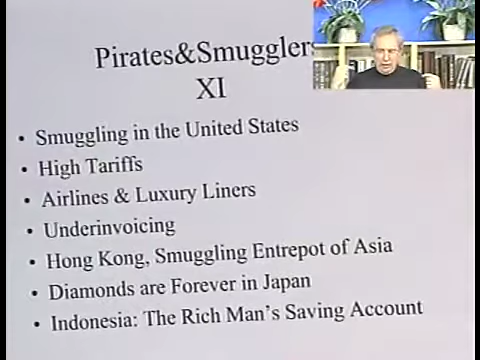 Pirates&Smugglers
XI
• Smuggling in the United States
• High Tariffs
• Airlines & Luxury Liners
• Underinvoicing
• Hong Kong, Smuggling Entrepot of Asia
• Diamonds are Forever in Japan
• Indonesia: The Rich Man's Saving Account